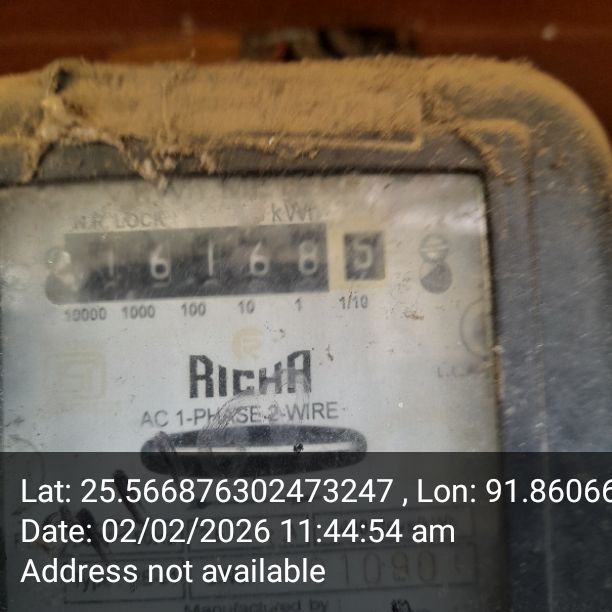 N.R. LOCK kWh
1 6 1 6 8 5
10000 1000 100 10 1 1/10
RICHA
AC 1-PHASE 2-WIRE
Lat: 25.566876302473247 , Lon: 91.86066
Date: 02/02/2026 11:44:54 am
Address not available
Manufactured by